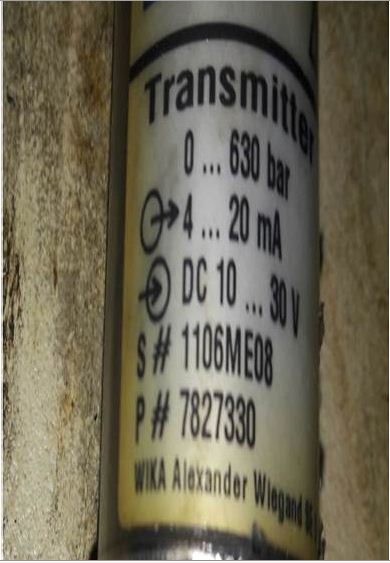 Transmitter
0 ... 630 bar
4 ... 20 mA
DC 10 ... 30 V
S # 1106ME08
P # 7827330
WIKA Alexander Wiegand